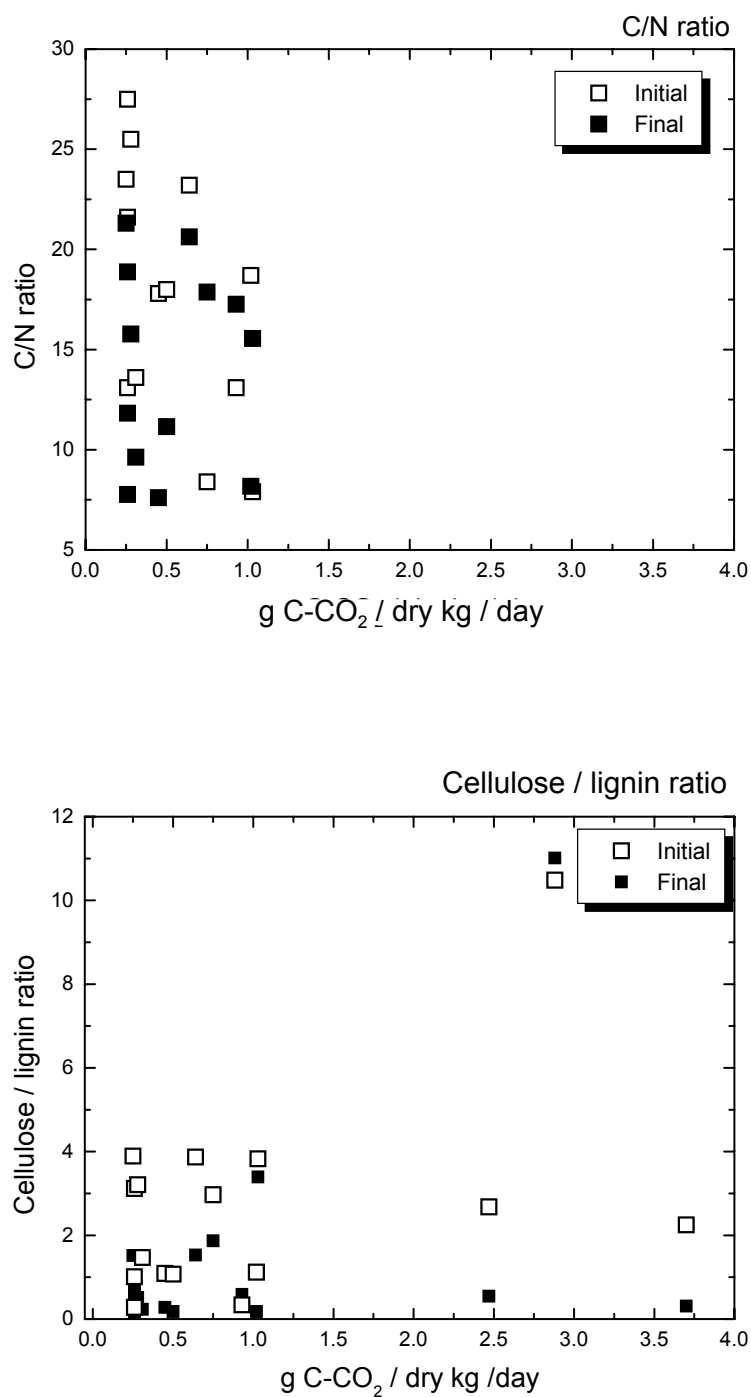 C/N ratio
30
25
20
15
10
5
C/N ratio
Initial
Final
0.0 0.5 1.0 1.5 2.0 2.5 3.0 3.5 4.0
g C-CO₂ / dry kg / day
Cellulose / lignin ratio
12
10
8
6
4
2
0
Cellulose / lignin ratio
Initial
Final
0.0 0.5 1.0 1.5 2.0 2.5 3.0 3.5 4.0
g C-CO₂ / dry kg /day